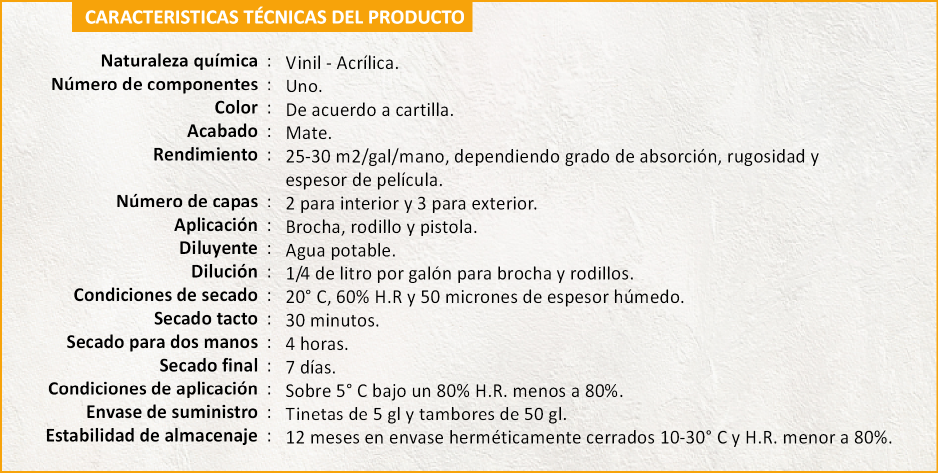 CARACTERISTICAS TÉCNICAS DEL PRODUCTO
Naturaleza química : Vinil - Acrílica.
Número de componentes : Uno.
Color : De acuerdo a cartilla.
Acabado : Mate.
Rendimiento : 25-30 m2/gal/mano, dependiendo grado de absorción, rugosidad y
espesor de película.
Número de capas : 2 para interior y 3 para exterior.
Aplicación : Brocha, rodillo y pistola.
Diluyente : Agua potable.
Dilución : 1/4 de litro por galón para brocha y rodillos.
Condiciones de secado : 20° C, 60% H.R y 50 micrones de espesor húmedo.
Secado tacto : 30 minutos.
Secado para dos manos : 4 horas.
Secado final : 7 días.
Condiciones de aplicación : Sobre 5° C bajo un 80% H.R. menos a 80%.
Envase de suministro : Tinetas de 5 gl y tambores de 50 gl.
Estabilidad de almacenaje : 12 meses en envase herméticamente cerrados 10-30° C y H.R. menor a 80%.